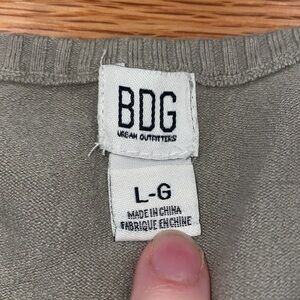 BDG
URBAN OUTFITTERS
L-G
MADE IN CHINA
FABRIQUE EN CHINE